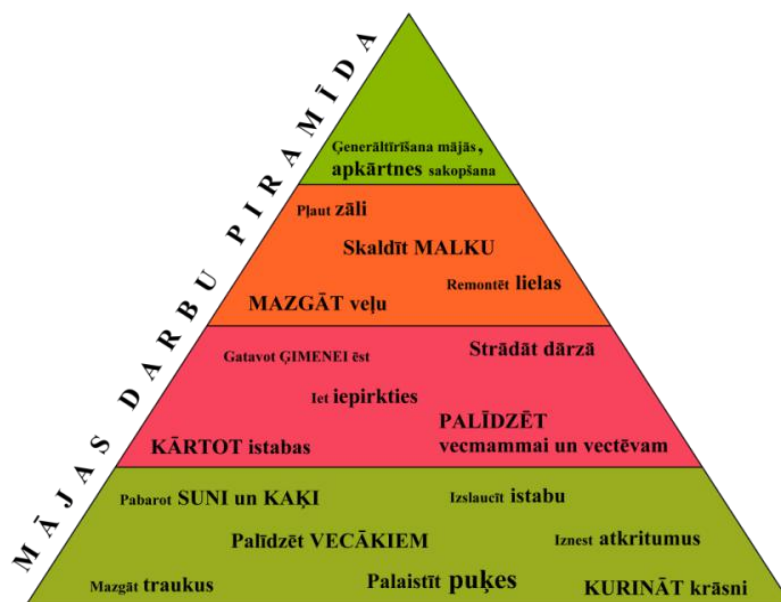 MĀJAS DARBU PIRAMĪDA
Ģenerāltīrīšana mājās,
apkārtnes sakopšana
Pļaut zāli
Skaldīt MALKU
Remontēt lielas
MAZGĀT veļu
Strādāt dārzā
Gatavot ĢIMENEI ēst
Iet iepirkties
PALĪDZĒT
KĀRTOT istabas
vecmammai un vectēvam
Pabarot SUNI un KAĶI
Izslaucīt istabu
Palīdzēt VECĀKIEM
Iznest atkritumus
Mazgāt traukus
Palaistīt puķes
KURINĀT krāsni